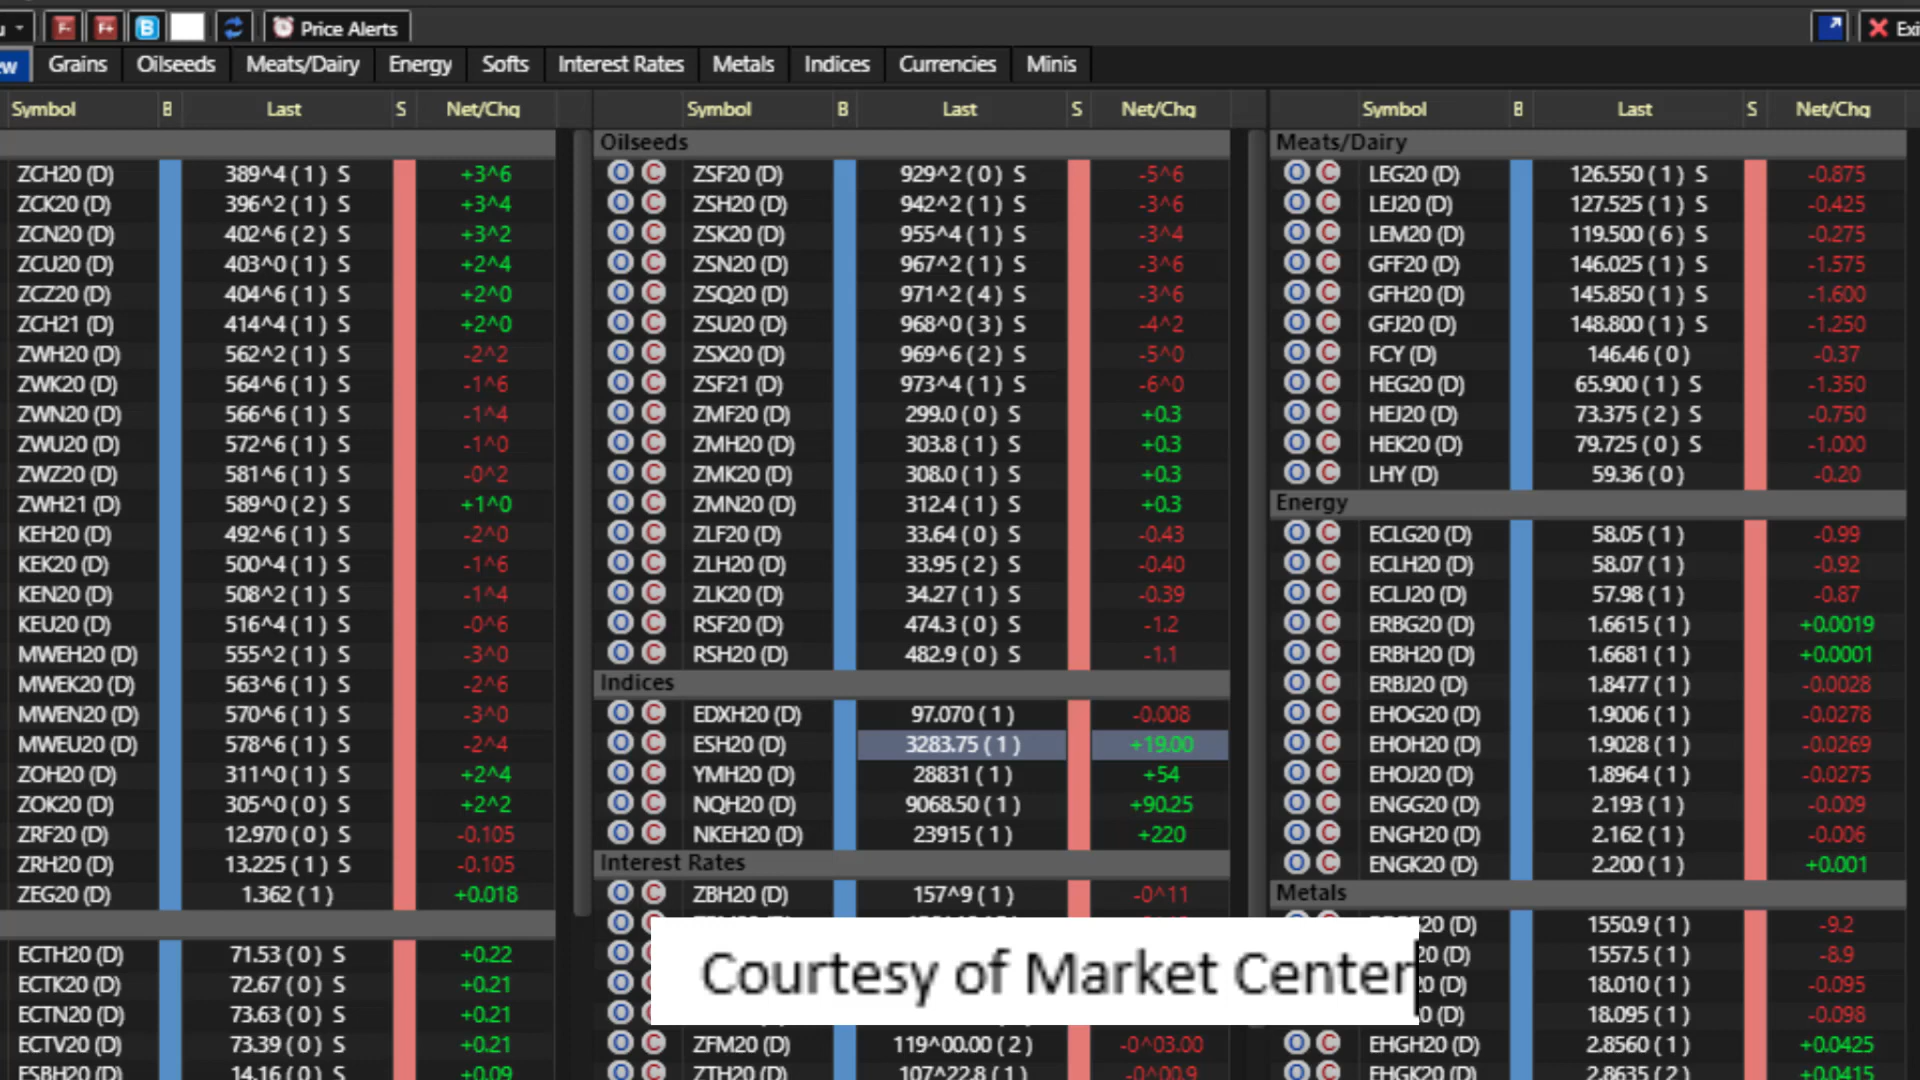 F- F+ B Price Alerts
Grains Oilseeds Meats/Dairy Energy Softs Interest Rates Metals Indices Currencies Minis
Symbol B Last S Net/Chg
ZCH20 (D) 389^4 ( 1 ) S +3^6
ZCK20 (D) 396^2 ( 1 ) S +3^4
ZCN20 (D) 402^6 ( 2 ) S +3^2
ZCU20 (D) 403^0 ( 1 ) S +2^4
ZCZ20 (D) 404^6 ( 1 ) S +2^0
ZCH21 (D) 414^4 ( 1 ) S +2^0
ZWH20 (D) 562^2 ( 1 ) S -2^2
ZWK20 (D) 564^6 ( 1 ) S -1^6
ZWN20 (D) 566^6 ( 1 ) S -1^4
ZWU20 (D) 572^6 ( 1 ) S -1^0
ZWZ20 (D) 581^6 ( 1 ) S -0^2
ZWH21 (D) 589^0 ( 2 ) S +1^0
KEH20 (D) 492^6 ( 1 ) S -2^0
KEK20 (D) 500^4 ( 1 ) S -1^6
KEN20 (D) 508^2 ( 1 ) S -1^4
KEU20 (D) 516^4 ( 1 ) S -0^6
MWEH20 (D) 555^2 ( 1 ) S -3^0
MWEK20 (D) 563^6 ( 1 ) S -2^6
MWEN20 (D) 570^6 ( 1 ) S -3^0
MWEU20 (D) 578^6 ( 1 ) S -2^4
ZOH20 (D) 311^0 ( 1 ) S +2^4
ZOK20 (D) 305^0 ( 0 ) S +2^2
ZRF20 (D) 12.970 ( 0 ) S -0.105
ZRH20 (D) 13.225 ( 1 ) S -0.105
ZEG20 (D) 1.362 ( 1 ) +0.018
ECTH20 (D) 71.53 ( 0 ) S +0.22
ECTK20 (D) 72.67 ( 0 ) S +0.21
ECTN20 (D) 73.63 ( 0 ) S +0.21
ECTV20 (D) 73.39 ( 0 ) S +0.21
ESBH20 (D) 14.16 ( 0 ) S +0.09
Symbol B Last S Net/Chg
Oilseeds
O C ZSF20 (D) 929^2 ( 0 ) S -5^6
O C ZSH20 (D) 942^2 ( 1 ) S -3^6
O C ZSK20 (D) 955^4 ( 1 ) S -3^4
O C ZSN20 (D) 967^2 ( 1 ) S -3^6
O C ZSQ20 (D) 971^2 ( 4 ) S -3^6
O C ZSU20 (D) 968^0 ( 3 ) S -4^2
O C ZSX20 (D) 969^6 ( 2 ) S -5^0
O C ZSF21 (D) 973^4 ( 1 ) S -6^0
O C ZMF20 (D) 299.0 ( 0 ) S +0.3
O C ZMH20 (D) 303.8 ( 1 ) S +0.3
O C ZMK20 (D) 308.0 ( 1 ) S +0.3
O C ZMN20 (D) 312.4 ( 1 ) S +0.3
O C ZLF20 (D) 33.64 ( 0 ) S -0.43
O C ZLH20 (D) 33.95 ( 2 ) S -0.40
O C ZLK20 (D) 34.27 ( 1 ) S -0.39
O C RSF20 (D) 474.3 ( 0 ) S -1.2
O C RSH20 (D) 482.9 ( 0 ) S -1.1
Indices
O C EDXH20 (D) 97.070 ( 1 ) -0.008
O C ESH20 (D) 3283.75 ( 1 ) +19.00
O C YMH20 (D) 28831 ( 1 ) +54
O C NQH20 (D) 9068.50 ( 1 ) +90.25
O C NKEH20 (D) 23915 ( 1 ) +220
Interest Rates
O C ZBH20 (D) 157^9 ( 1 ) -0^11
O
O
O
O
O C ZFM20 (D) 119^00.00 ( 2 ) -0^03.00
O C ZTH20 (D) 107^22.8 ( 1 ) -0^00.9
Courtesy of Market Center
Symbol B Last S Net/Chg
Meats/Dairy
O C LEG20 (D) 126.550 ( 1 ) S -0.875
O C LEJ20 (D) 127.525 ( 1 ) S -0.425
O C LEM20 (D) 119.500 ( 6 ) S -0.275
O C GFF20 (D) 146.025 ( 1 ) S -1.575
O C GFH20 (D) 145.850 ( 1 ) S -1.600
O C GFJ20 (D) 148.800 ( 1 ) S -1.250
O C FCY (D) 146.46 ( 0 ) -0.37
O C HEG20 (D) 65.900 ( 1 ) S -1.350
O C HEJ20 (D) 73.375 ( 2 ) S -0.750
O C HEK20 (D) 79.725 ( 0 ) S -1.000
O C LHY (D) 59.36 ( 0 ) -0.20
Energy
O C ECLG20 (D) 58.05 ( 1 ) -0.99
O C ECLH20 (D) 58.07 ( 1 ) -0.92
O C ECLJ20 (D) 57.98 ( 1 ) -0.87
O C ERBG20 (D) 1.6615 ( 1 ) +0.0019
O C ERBH20 (D) 1.6681 ( 1 ) +0.0001
O C ERBJ20 (D) 1.8477 ( 1 ) -0.0028
O C EHOG20 (D) 1.9006 ( 1 ) -0.0278
O C EHOH20 (D) 1.9028 ( 1 ) -0.0269
O C EHOJ20 (D) 1.8964 ( 1 ) -0.0275
O C ENGG20 (D) 2.193 ( 1 ) -0.009
O C ENGH20 (D) 2.162 ( 1 ) -0.006
O C ENGK20 (D) 2.200 ( 1 ) +0.001
Metals
20 (D) 1550.9 ( 1 ) -9.2
20 (D) 1557.5 ( 1 ) -8.9
20 (D) 18.010 ( 1 ) -0.095
0 (D) 18.095 ( 1 ) -0.098
O C EHGH20 (D) 2.8560 ( 1 ) +0.0425
O C EHGK20 (D) 2.8635 ( 2 ) +0.0415